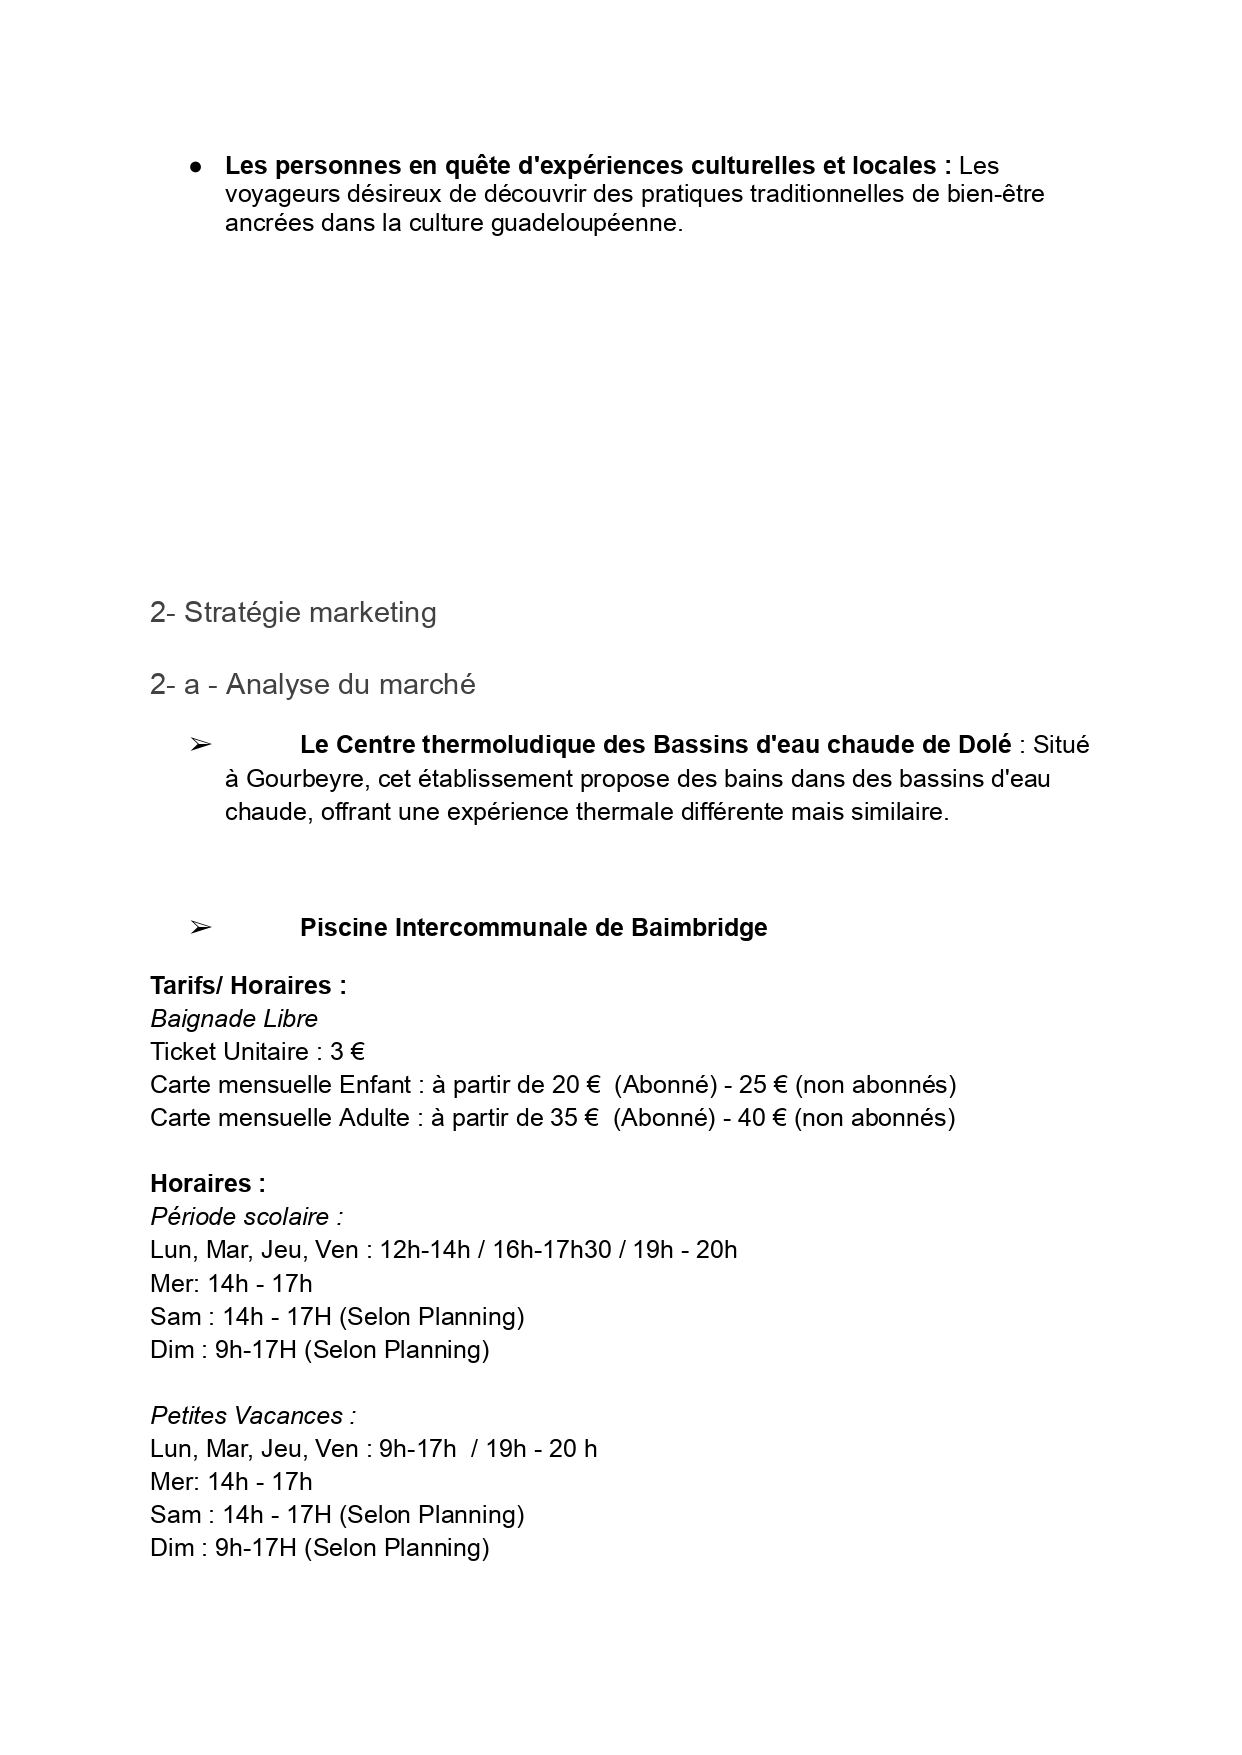 ● Les personnes en quête d'expériences culturelles et locales : Les
voyageurs désireux de découvrir des pratiques traditionnelles de bien-être
ancrées dans la culture guadeloupéenne.
2- Stratégie marketing
2- a - Analyse du marché
➢ Le Centre thermoludique des Bassins d'eau chaude de Dolé : Situé
à Gourbeyre, cet établissement propose des bains dans des bassins d'eau
chaude, offrant une expérience thermale différente mais similaire.
➢ Piscine Intercommunale de Baimbridge
Tarifs/ Horaires :
Baignade Libre
Ticket Unitaire : 3 €
Carte mensuelle Enfant : à partir de 20 €  (Abonné) - 25 € (non abonnés)
Carte mensuelle Adulte : à partir de 35 €  (Abonné) - 40 € (non abonnés)
Horaires :
Période scolaire :
Lun, Mar, Jeu, Ven : 12h-14h / 16h-17h30 / 19h - 20h
Mer: 14h - 17h
Sam : 14h - 17H (Selon Planning)
Dim : 9h-17H (Selon Planning)
Petites Vacances :
Lun, Mar, Jeu, Ven : 9h-17h  / 19h - 20 h
Mer: 14h - 17h
Sam : 14h - 17H (Selon Planning)
Dim : 9h-17H (Selon Planning)